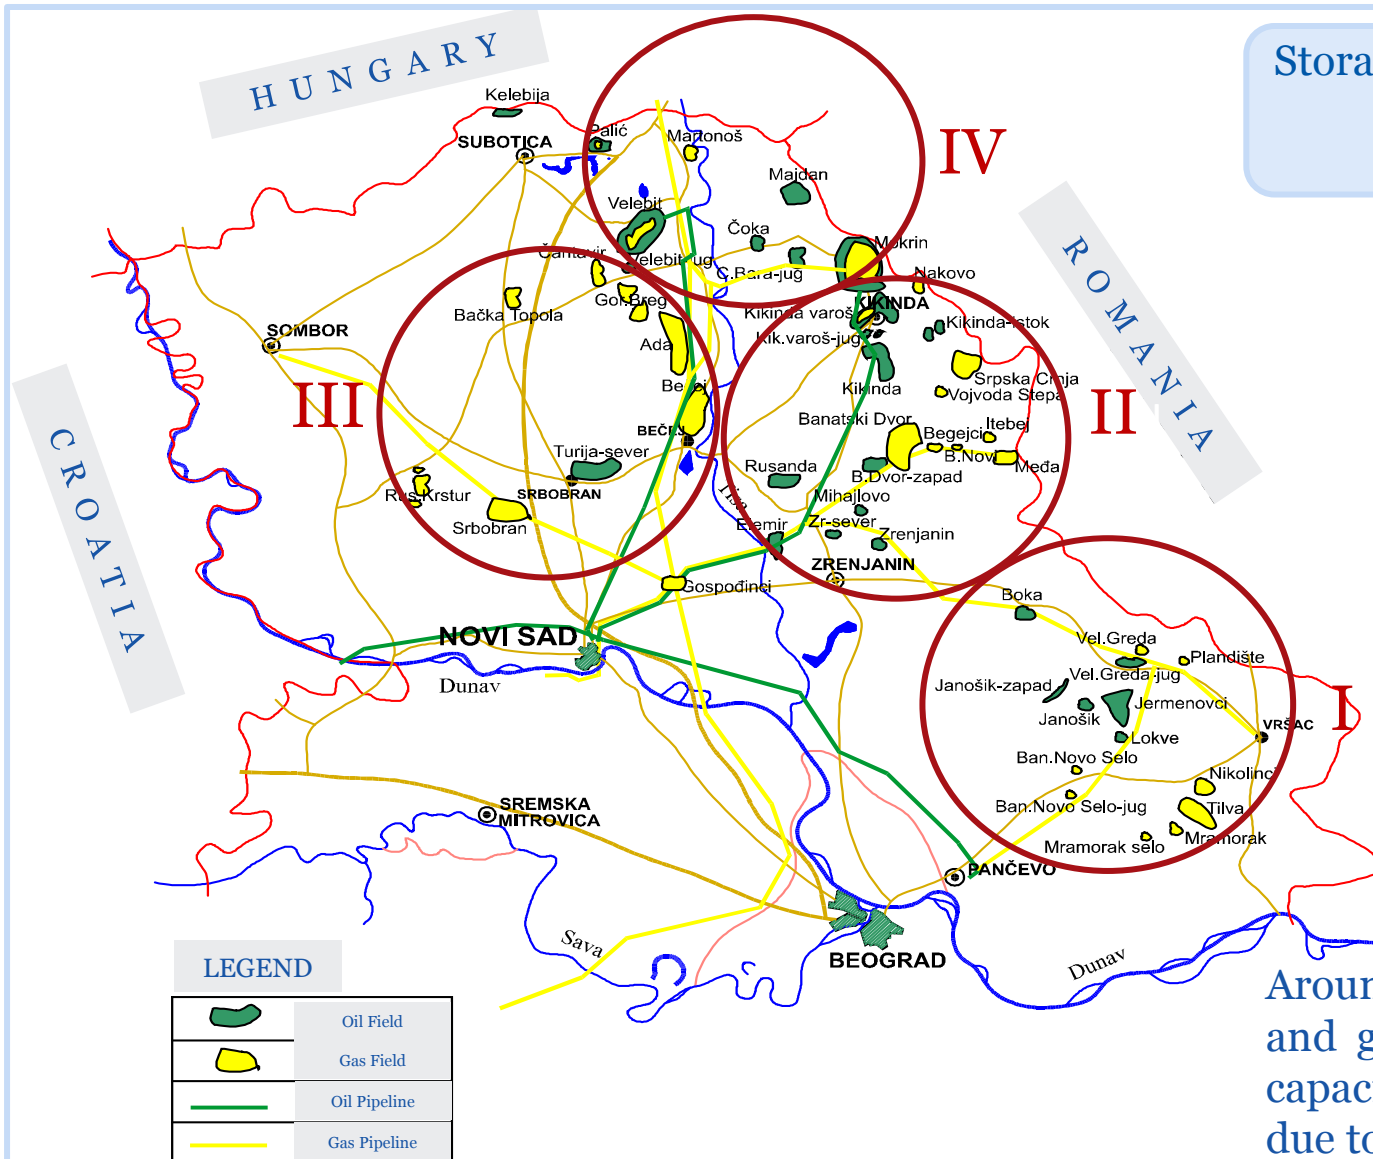 HUNGARY
Stora
Kelebija
SUBOTICA
Palić
Martonoš
IV
Majdan
Velebit
Čoka
Mokrin
Čantavir
Velebit-jug
Č.Bara-jug
Nakovo
ROMANIA
Bačka Topola
Gor.Breg
Kikinda varoš
KIKINDA
SOMBOR
Kik.varoš-jug
Kikinda-istok
Ada
Kikinda
Srpska Crnja
Vojvoda Stepa
III
II
CROATIA
BEČEJ
Banatski Dvor
Begejci
Itebej
B.Novi
Međa
Turija-sever
Rusanda
B.Dvor-zapad
Rus.Krstur
SRBOBRAN
Tisa
Mihajlovo
Srbobran
Elemir
Zr-sever
Zrenjanin
ZRENJANIN
Gospođinci
Boka
NOVI SAD
Vel.Greda
Plandište
Dunav
Vel.Greda-jug
Janošik-zapad
Jermenovci
Janošik
I
VRŠAC
Lokve
Ban.Novo Selo
Nikolinci
Ban.Novo Selo-jug
Tilva
SREMSKA
MITROVICA
Mramorak selo
Mramorak
PANČEVO
Sava
BEOGRAD
Dunav
LEGEND
Oil Field
Gas Field
Oil Pipeline
Gas Pipeline
Aroun
and g
capac
due to